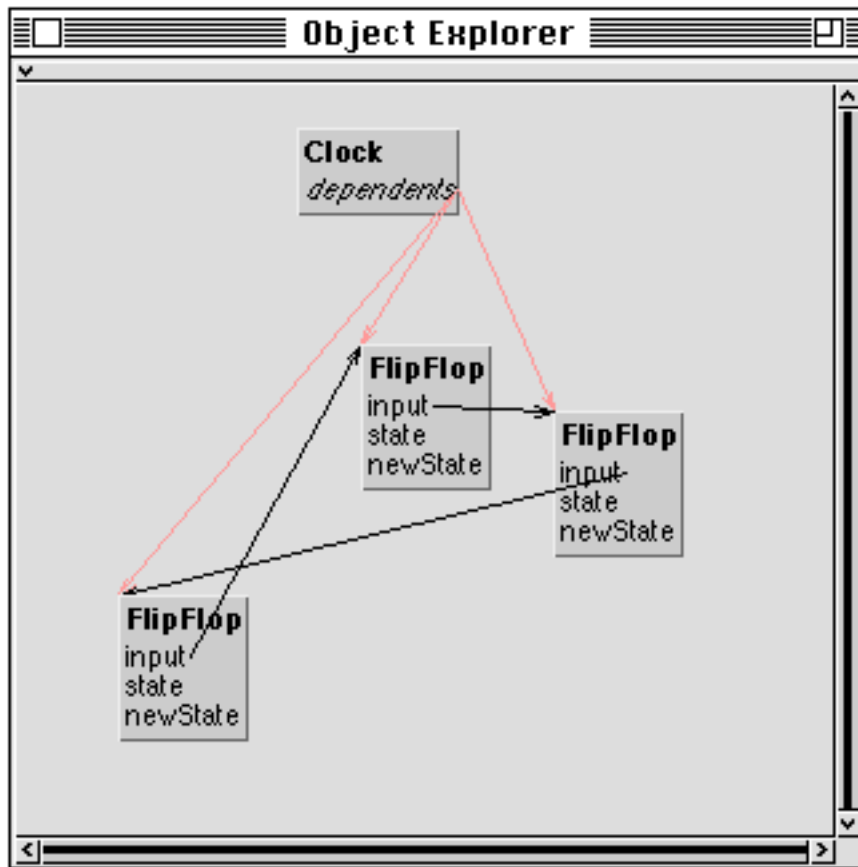 Object Explorer
Clock
dependents
FlipFlop
input
state
newState
FlipFlop
input
state
newState
FlipFlop
input
state
newState